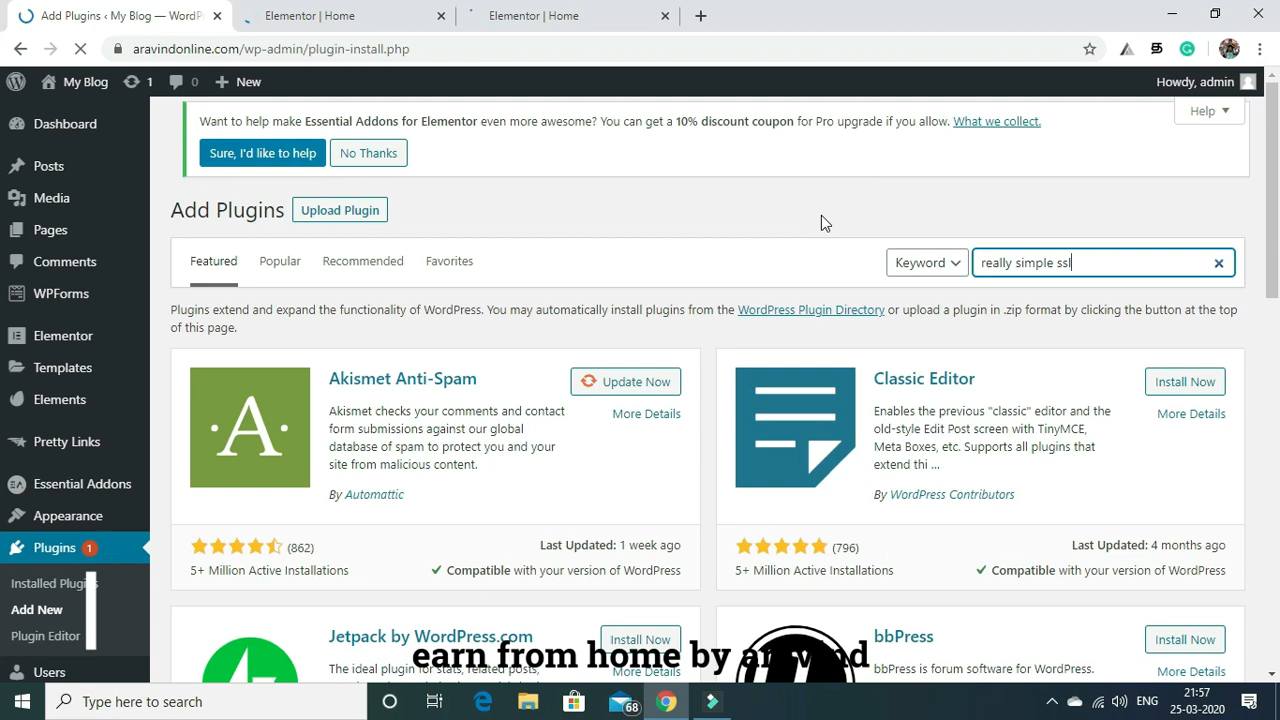 Add Plugins ‹ My Blog — WordP
Elementor | Home
Elementor | Home
aravindonline.com/wp-admin/plugin-install.php
My Blog
1
0
New
Howdy, admin
Dashboard
Posts
Media
Pages
Comments
WPForms
Elementor
Templates
Elements
Pretty Links
Essential Addons
Appearance
Plugins 1
Installed Plugins
Add New
Plugin Editor
Users
Help
Want to help make Essential Addons for Elementor even more awesome? You can get a 10% discount coupon for Pro upgrade if you allow. What we collect.
Sure, I'd like to help
No Thanks
Add Plugins
Upload Plugin
Featured
Popular
Recommended
Favorites
Keyword
really simple ssl
Plugins extend and expand the functionality of WordPress. You may automatically install plugins from the WordPress Plugin Directory or upload a plugin in .zip format by clicking the button at the top
of this page.
Akismet Anti-Spam
Update Now
More Details
Akismet checks your comments and contact
form submissions against our global
database of spam to protect you and your
site from malicious content.
By Automattic
(862)
Last Updated: 1 week ago
5+ Million Active Installations
Compatible with your version of WordPress
Classic Editor
Install Now
More Details
Enables the previous "classic" editor and the
old-style Edit Post screen with TinyMCE,
Meta Boxes, etc. Supports all plugins that
extend thi ...
By WordPress Contributors
(796)
Last Updated: 4 months ago
5+ Million Active Installations
Compatible with your version of WordPress
Jetpack by WordPress.com
Install Now
The ideal plugin for stats, related posts,
More Details
bbPress
Install Now
bbPress is forum software for WordPress.
More Details
earn from home by aravind
Type here to search
68
ENG
21:57
25-03-2020